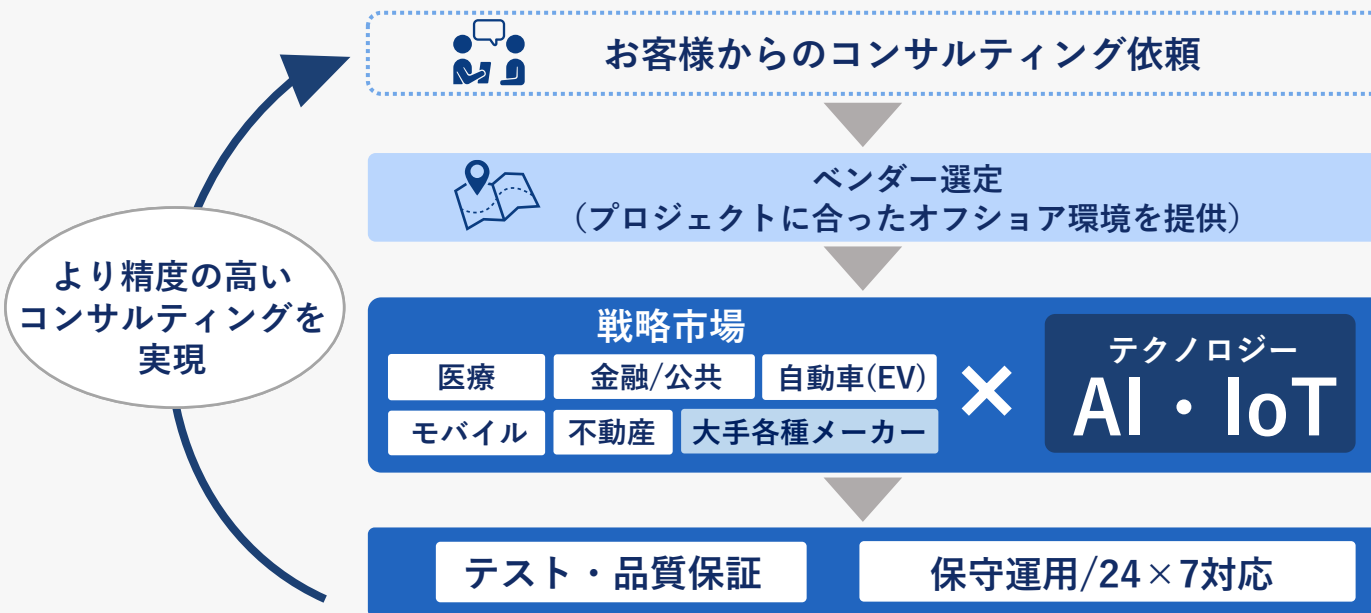 お客様からのコンサルティング依頼
ベンダー選定
（プロジェクトに合ったオフショア環境を提供）
より精度の高い
コンサルティングを
実現
戦略市場
医療
金融/公共
自動車(EV)
モバイル
不動産
大手各種メーカー
×
テクノロジー
AI・IoT
テスト・品質保証
保守運用/24×7対応